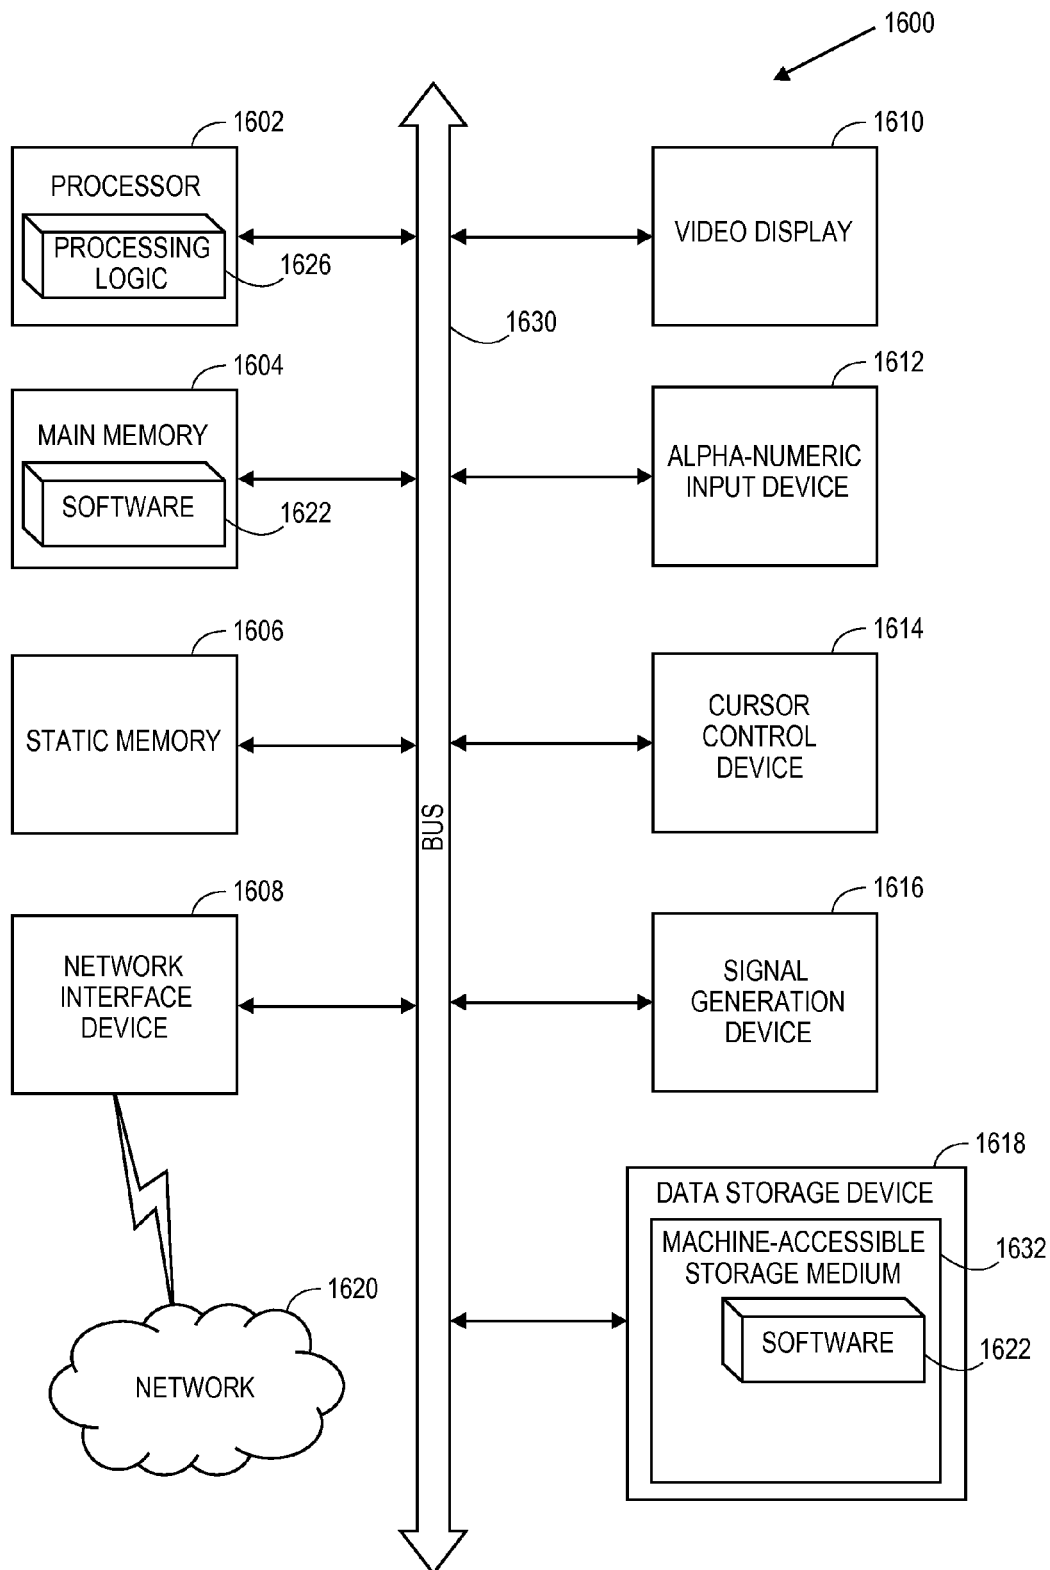 1600
1602
PROCESSOR
PROCESSING
LOGIC
1626
1610
VIDEO DISPLAY
1630
1604
MAIN MEMORY
SOFTWARE
1622
1612
ALPHA-NUMERIC
INPUT DEVICE
1606
STATIC MEMORY
1614
CURSOR
CONTROL
DEVICE
BUS
1608
NETWORK
INTERFACE
DEVICE
1616
SIGNAL
GENERATION
DEVICE
1620
NETWORK
1618
DATA STORAGE DEVICE
MACHINE-ACCESSIBLE
STORAGE MEDIUM
1632
SOFTWARE
1622